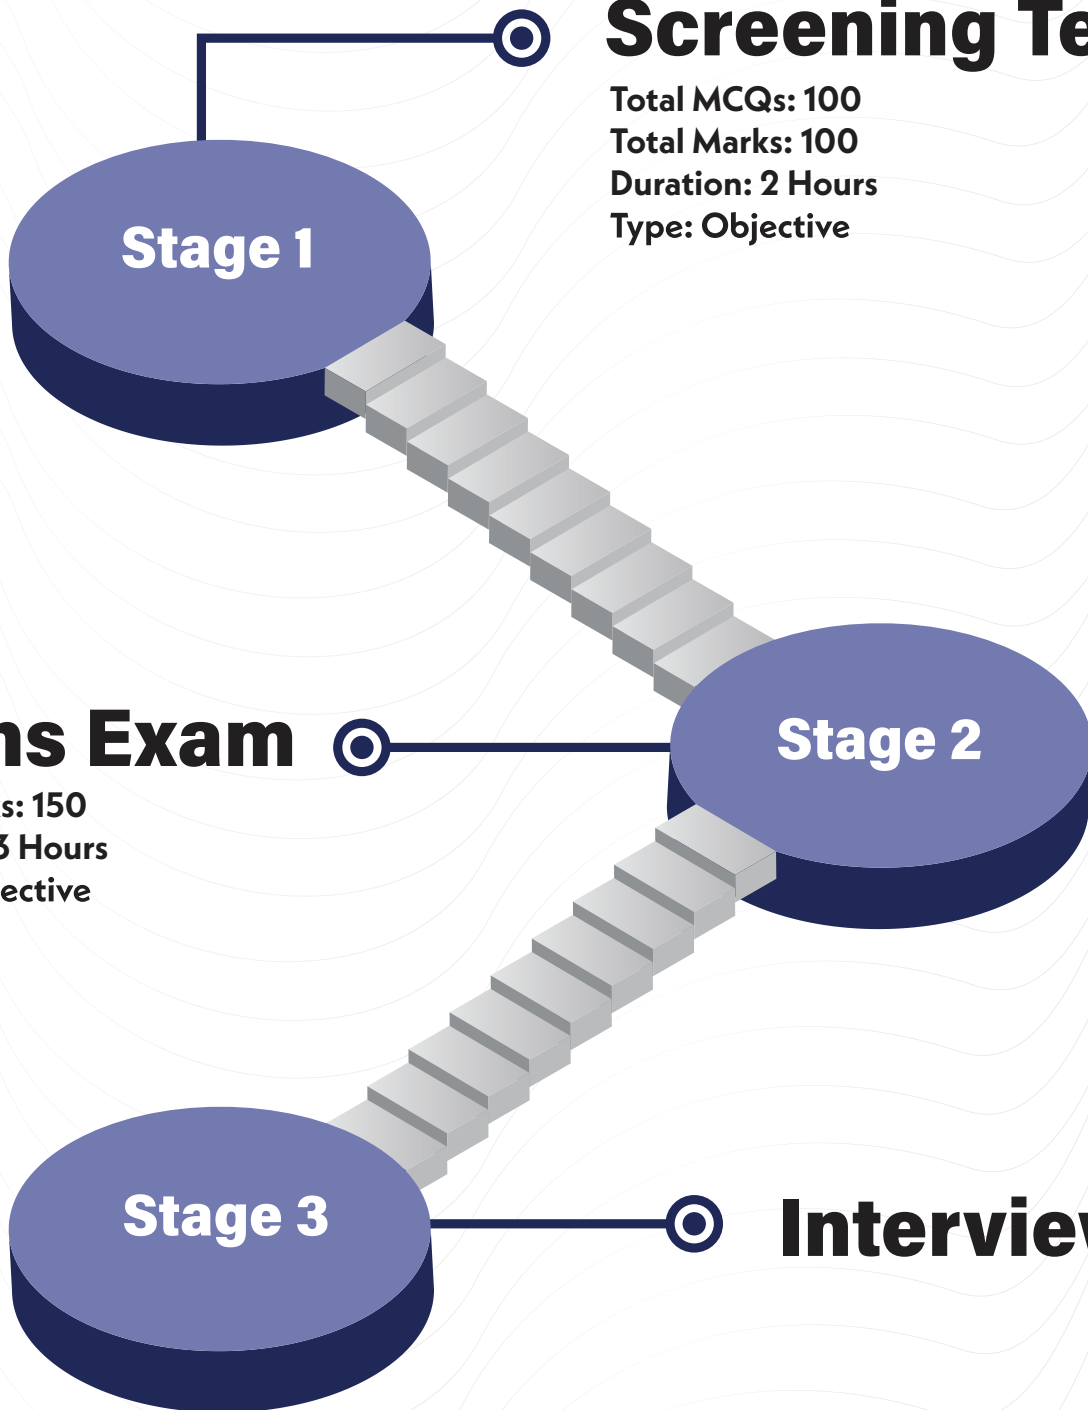 Screening Te
Total MCQs: 100
Total Marks: 100
Duration: 2 Hours
Type: Objective
Stage 1
Stage 2
ns Exam
s: 150
3 Hours
ective
Stage 3
Interview